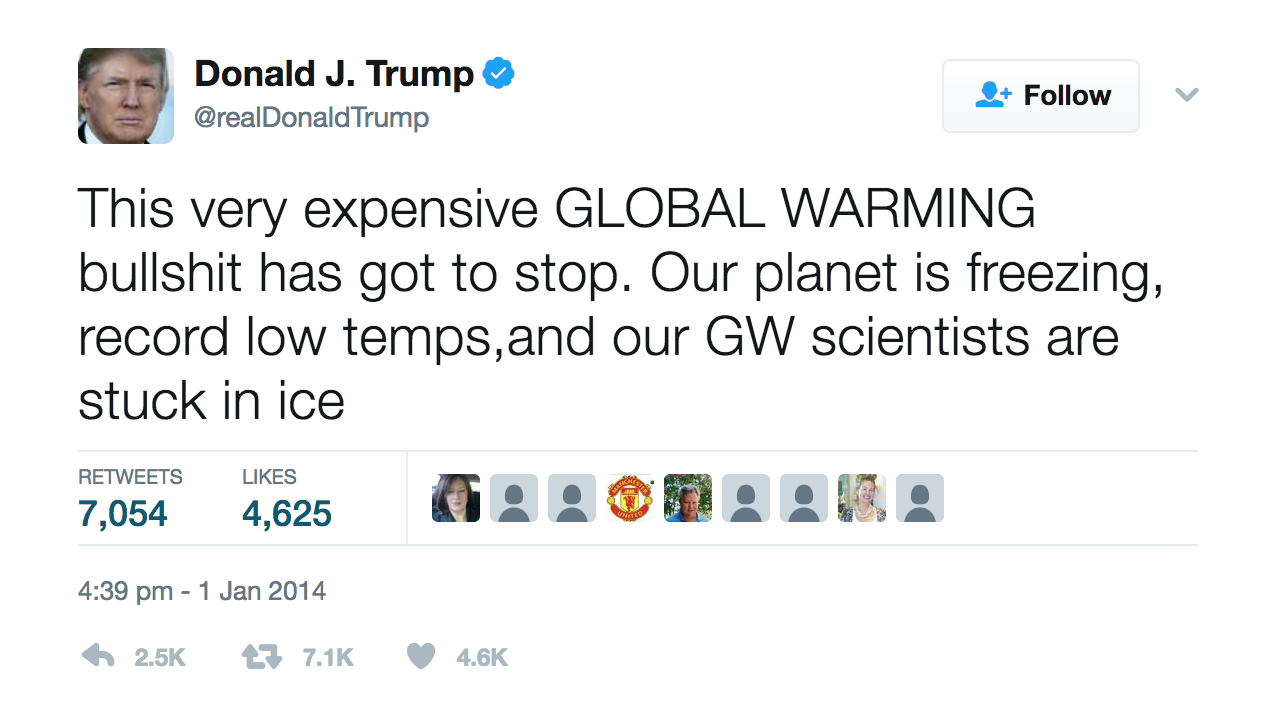 Donald J. Trump
@realDonaldTrump
Follow
This very expensive GLOBAL WARMING
bullshit has got to stop. Our planet is freezing,
record low temps,and our GW scientists are
stuck in ice
RETWEETS LIKES
7,054 4,625
MANCHESTER
UNITED
4:39 pm - 1 Jan 2014
2.5K 7.1K 4.6K